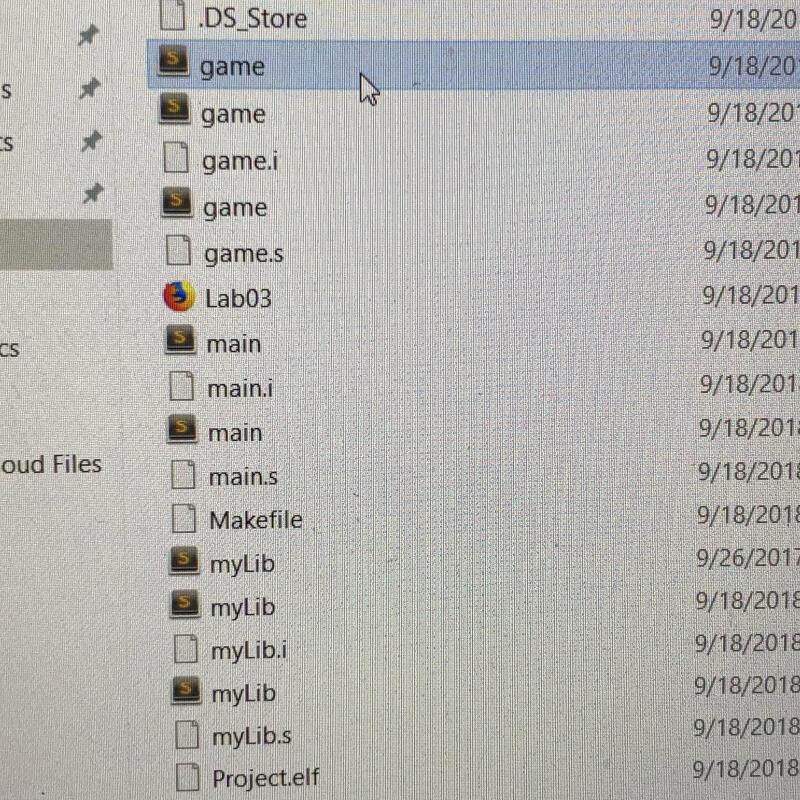 .DS_Store 9/18/20
game 9/18/201
s
game 9/18/201
ts
game.i 9/18/201
game 9/18/201
game.s 9/18/201
Lab03 9/18/201
cs
main 9/18/201
main.i 9/18/201
main 9/18/2018
oud Files
main.s 9/18/2018
Makefile 9/18/2018
myLib 9/26/2017
myLib 9/18/2018
myLib.i 9/18/2018
myLib 9/18/2018
myLib.s 9/18/2018
Project.elf 9/18/2018